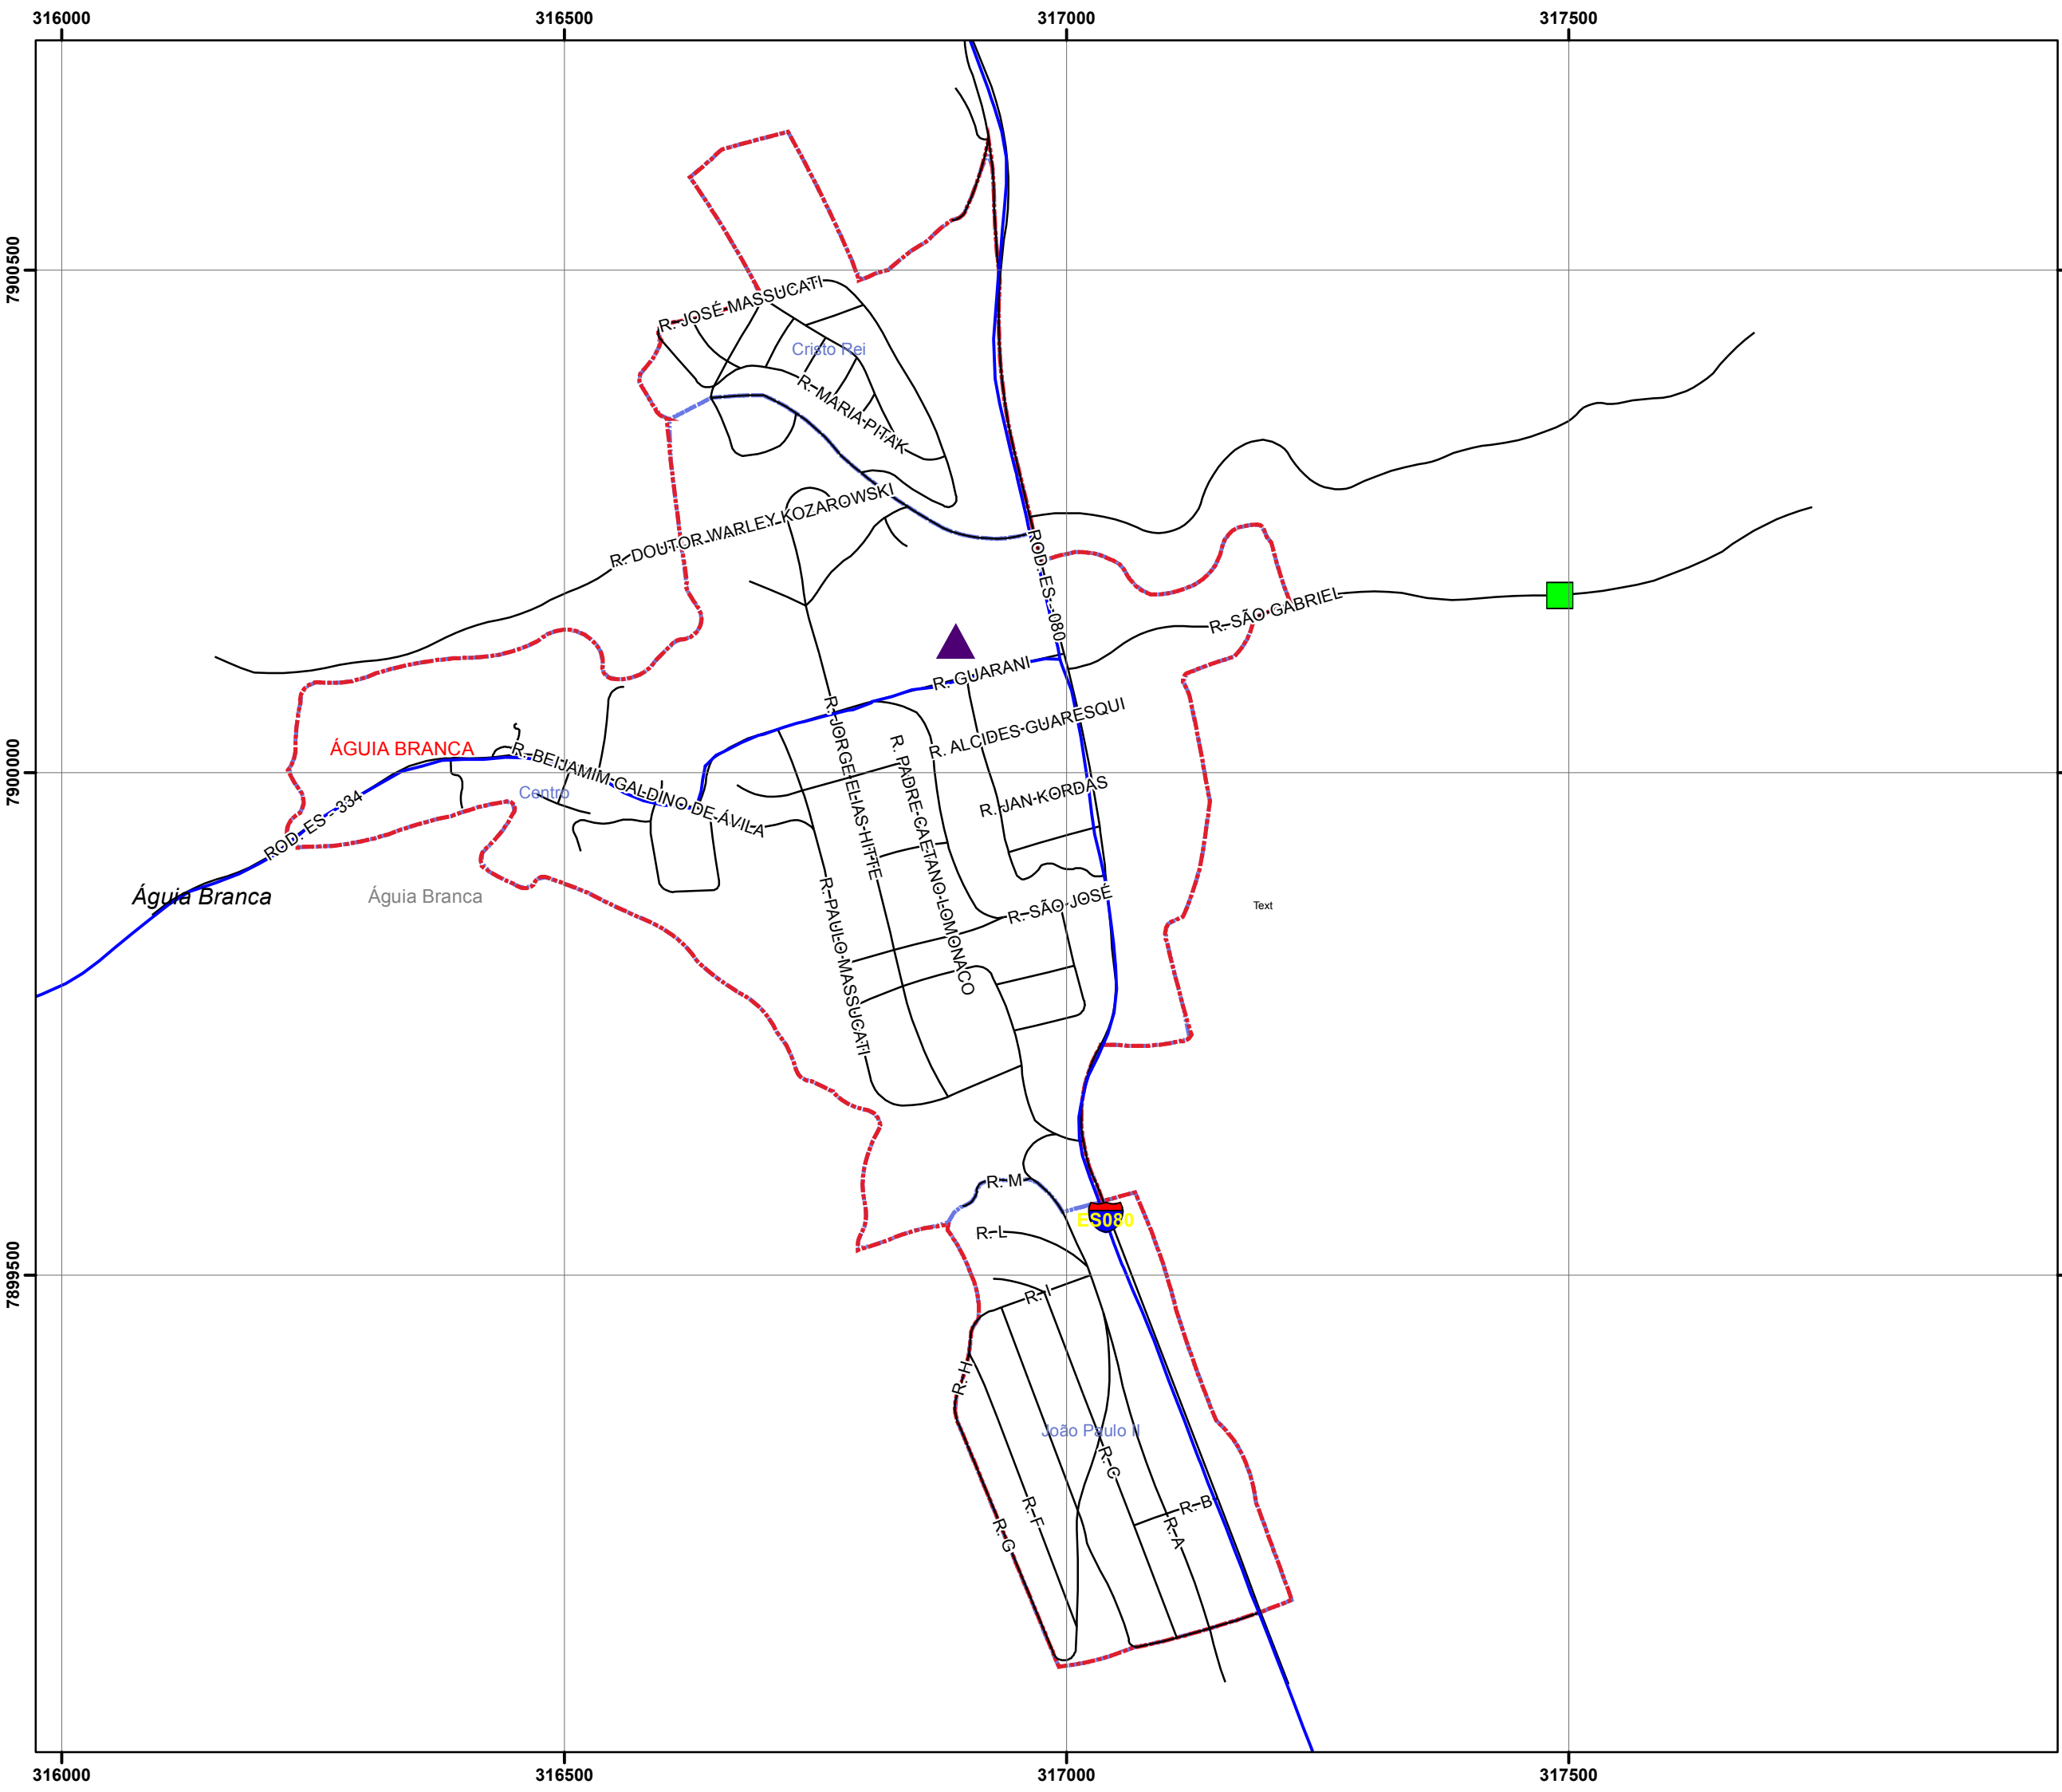 316000
316500
317000
317500
7900500
R. JOSÉ MASSUCATI
Cristo Rei
R. MARIA PITAK
R. DOUTOR WARLEY KOZAROWSKI
ROD. ES - 080
R. SÃO GABRIEL
R. GUARANI
R. ALCIDES GUARESQUI
ÁGUIA BRANCA
R. BEIJAMIM GALDINO DE ÁVILA
R. JORGE ELIAS HITTE
R. PADRE CAETANO LOMONACO
7900000
Centro
R. JAN KORDAS
ROD. ES - 334
Águia Branca
Águia Branca
R. PAULO MASSUCATI
R. SÃO JOSÉ
Text
R. M
ES080
R. L
7899500
R. I
R. H
João Paulo II
R. C
R. F
R. G
R. B
R. A
316000
316500
317000
317500